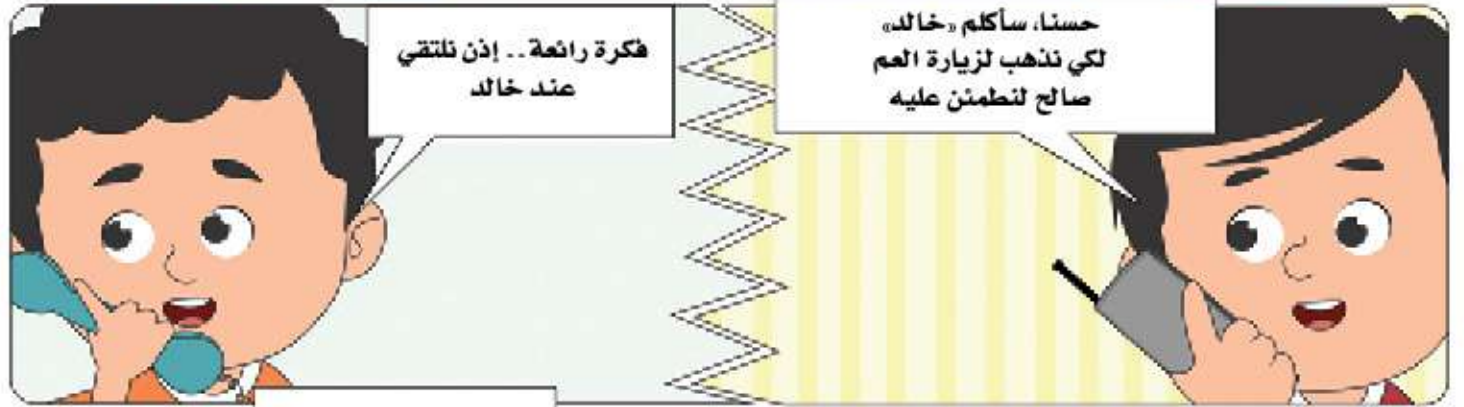 حسنا، سأكلم «خالد»
لكي نذهب لزيارة العم
صالح لنطمئن عليه
فكرة رائعة.. إذن نلتقي
عند خالد